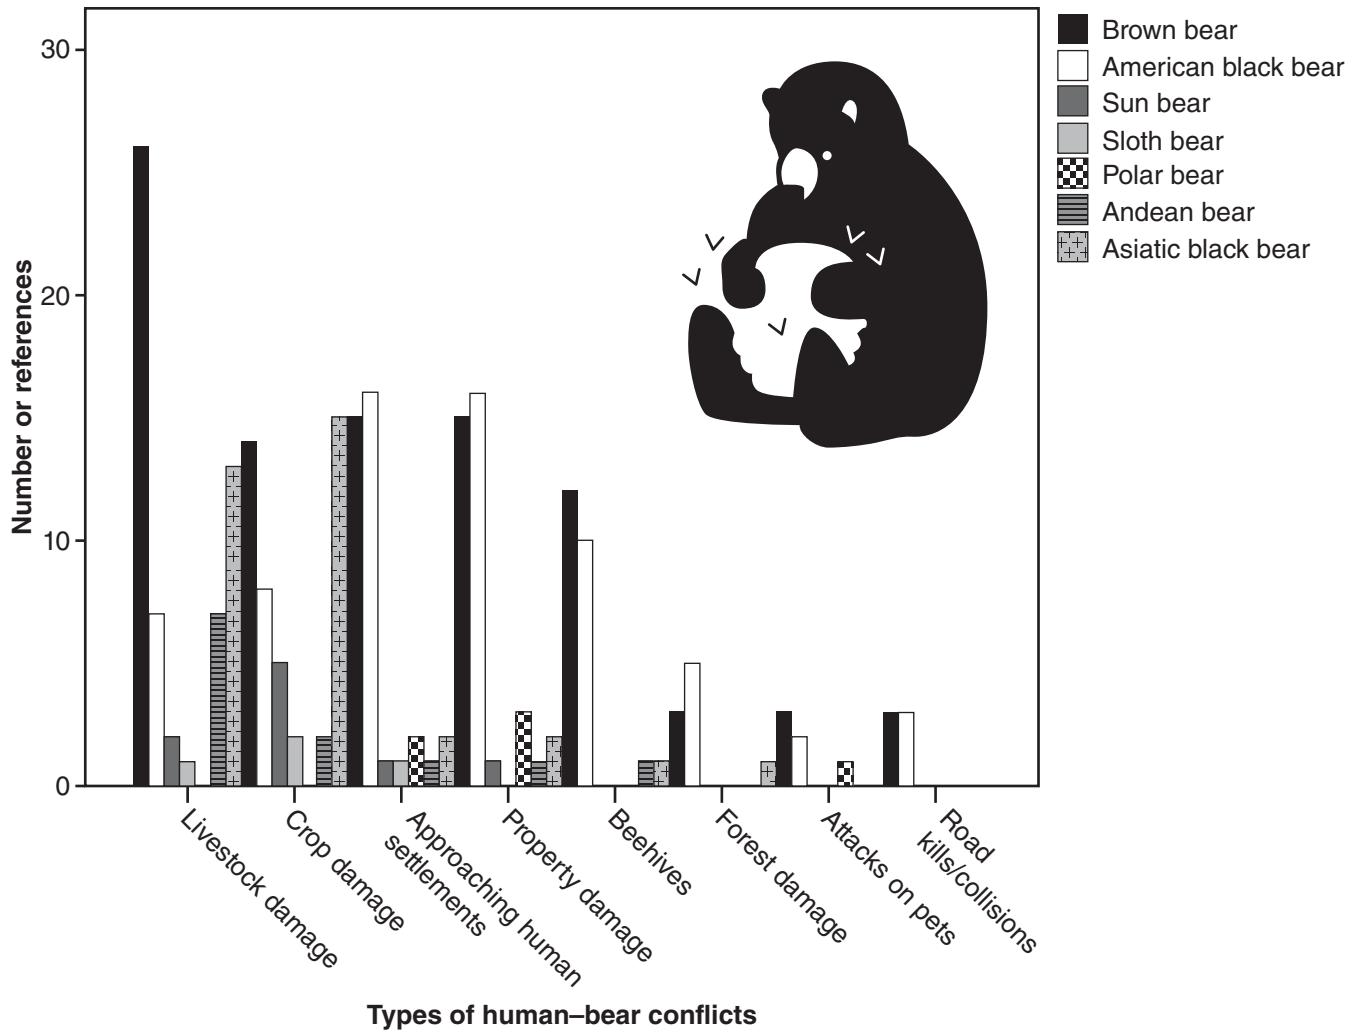 30
20
10
0
Number or references
Brown bear
American black bear
Sun bear
Sloth bear
Polar bear
Andean bear
Asiatic black bear
Livestock damage
Crop damage
Approaching human
settlements
Property damage
Beehives
Forest damage
Attacks on pets
Road
kills/collisions
Types of human–bear conflicts